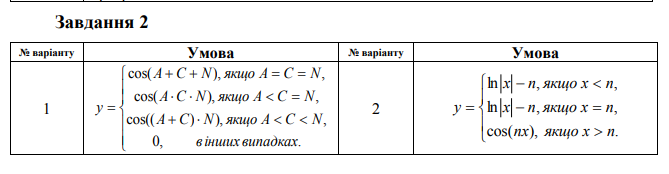 Завдання 2
№ варіанту Умова № варіанту Умова
1 y = { cos(A + C + N), якщо A = C = N,
cos(A · C · N), якщо A < C = N,
cos((A + C) · N), якщо A < C < N,
0, в інших випадках.
2 y = { ln|x| − n, якщо x < n,
ln|x| − n, якщо x = n,
cos(nx), якщо x > n.